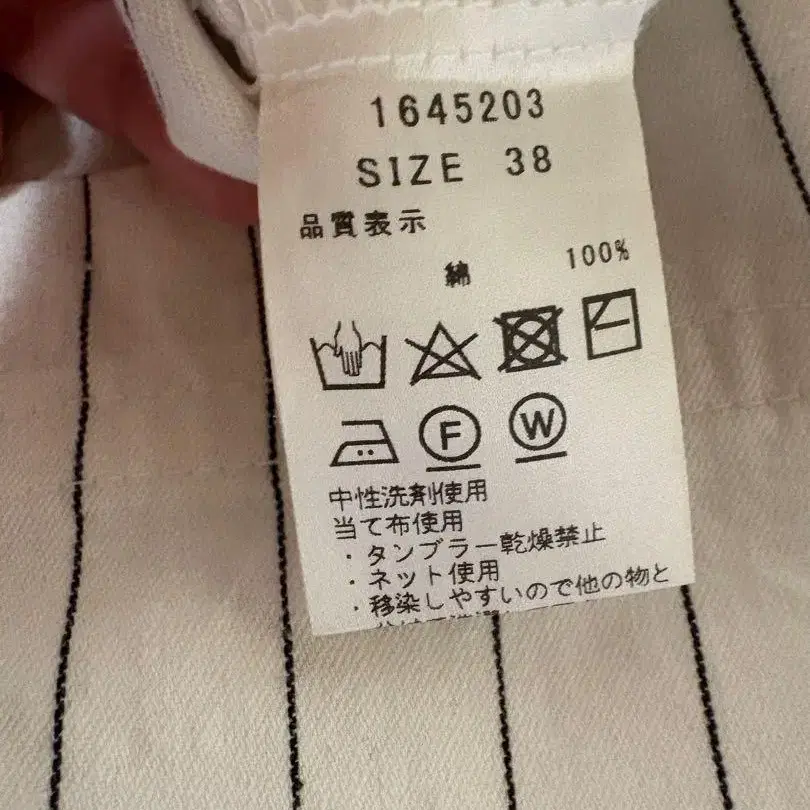 1645203
SIZE 38
品質表示
綿 100%
F W
中性洗剤使用
当て布使用
・タンブラー乾燥禁止
・ネット使用
・移染しやすいので他の物と